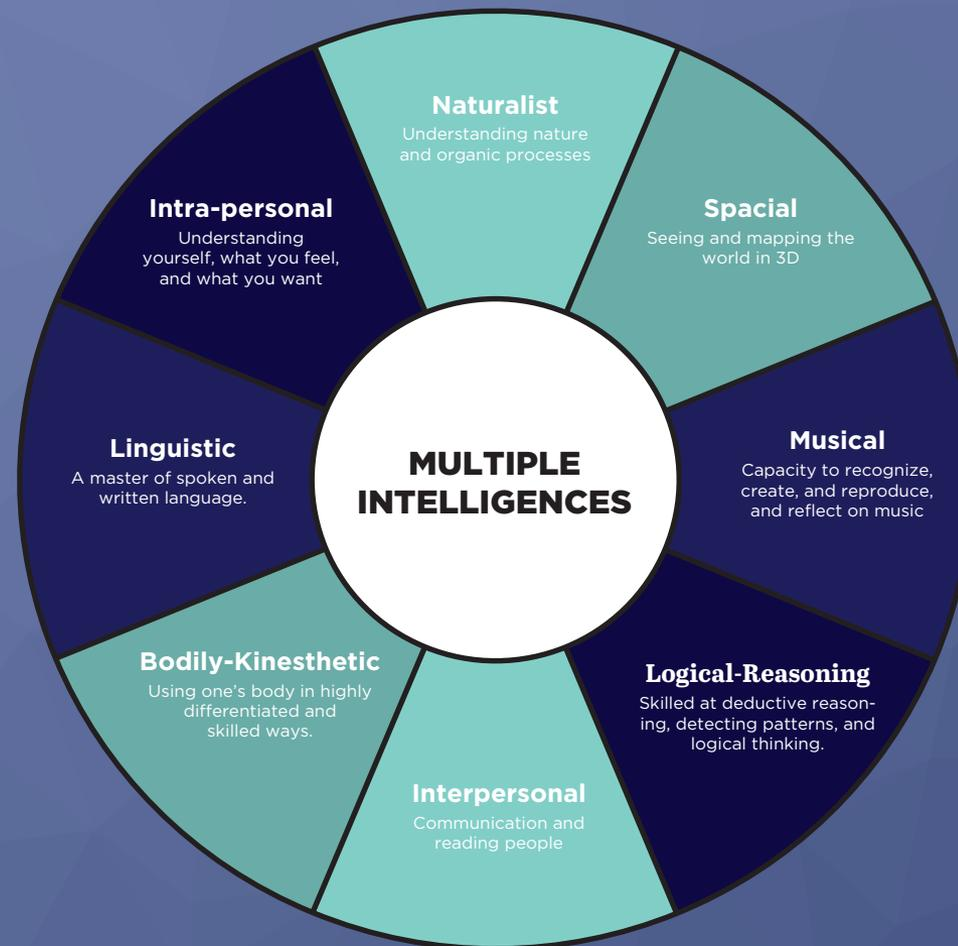 Naturalist
Understanding nature
and organic processes
Spacial
Seeing and mapping the
world in 3D
Musical
Capacity to recognize,
create, and reproduce,
and reflect on music
Logical-Reasoning
Skilled at deductive reason-
ing, detecting patterns, and
logical thinking.
Interpersonal
Communication and
reading people
Bodily-Kinesthetic
Using one’s body in highly
differentiated and
skilled ways.
Linguistic
A master of spoken and
written language.
Intra-personal
Understanding
yourself, what you feel,
and what you want
MULTIPLE
INTELLIGENCES